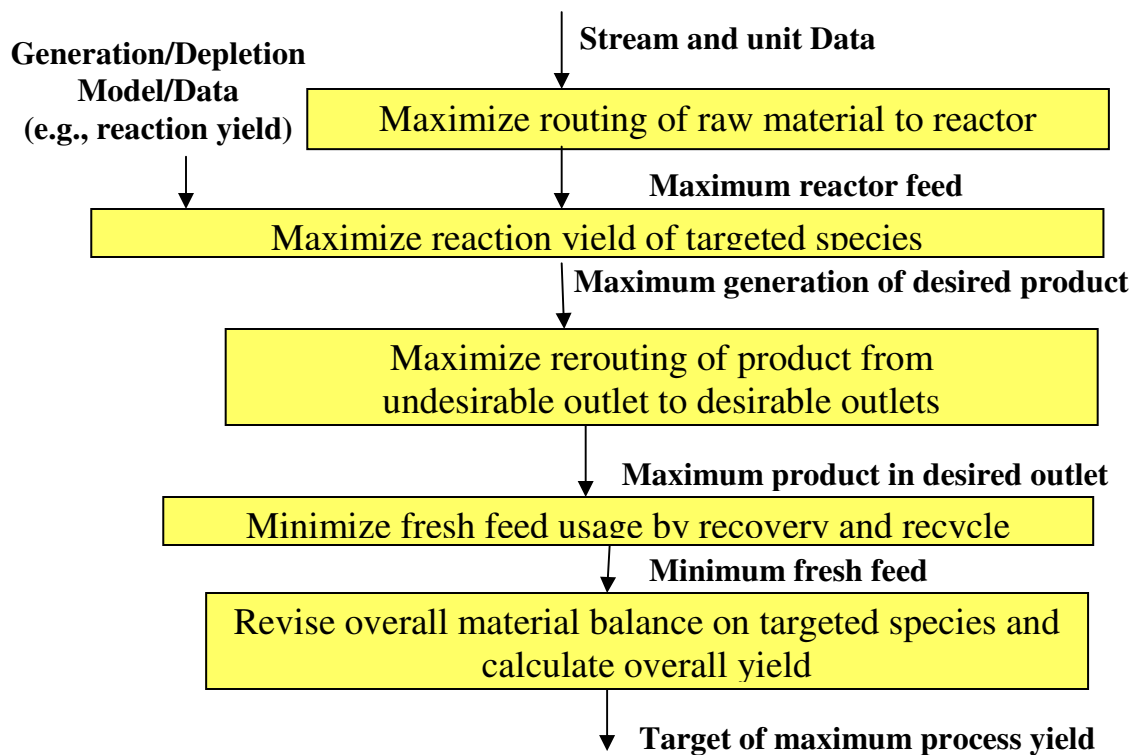 Stream and unit Data
Generation/Depletion
Model/Data
(e.g., reaction yield)
Maximize routing of raw material to reactor
Maximum reactor feed
Maximize reaction yield of targeted species
Maximum generation of desired product
Maximize rerouting of product from
undesirable outlet to desirable outlets
Maximum product in desired outlet
Minimize fresh feed usage by recovery and recycle
Minimum fresh feed
Revise overall material balance on targeted species and
calculate overall yield
Target of maximum process yield